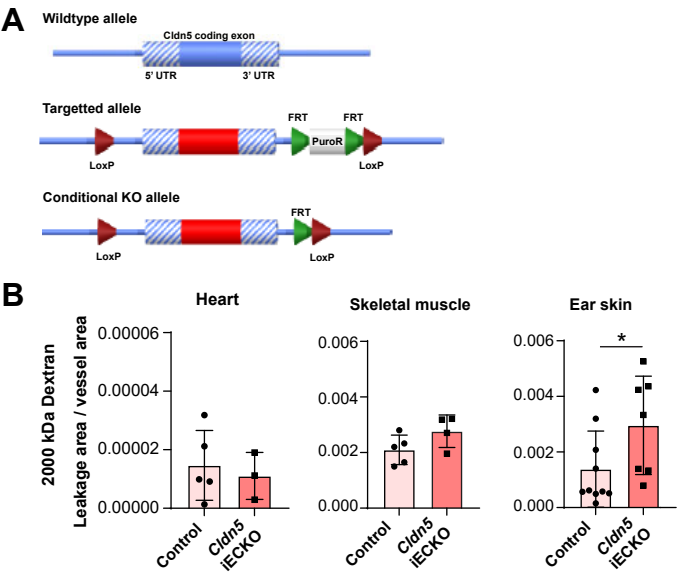 A
Wildtype allele
Cldn5 coding exon
5' UTR
3' UTR
Targetted allele
FRT
FRT
PuroR
LoxP
LoxP
Conditional KO allele
FRT
LoxP
LoxP
B
2000 kDa Dextran
Leakage area / vessel area
Heart
0.00006
0.00004
0.00002
0.00000
Control
Cldn5
iECKO
Skeletal muscle
0.006
0.004
0.002
0.000
Control
Cldn5
iECKO
Ear skin
0.006
0.004
0.002
0.000
*
Control
Cldn5
iECKO